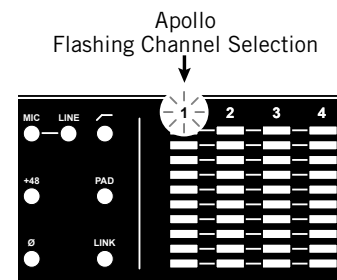 Apollo
Flashing Channel Selection
1 2 3 4
MIC LINE
+48 PAD
Ø LINK